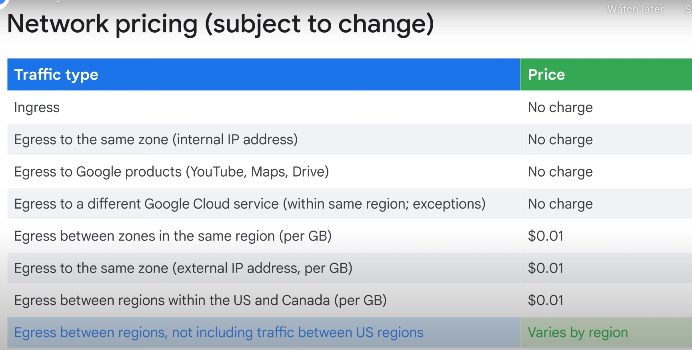 Watch later
Network pricing (subject to change)
Traffic type Price
Ingress No charge
Egress to the same zone (internal IP address) No charge
Egress to Google products (YouTube, Maps, Drive) No charge
Egress to a different Google Cloud service (within same region; exceptions) No charge
Egress between zones in the same region (per GB) $0.01
Egress to the same zone (external IP address, per GB) $0.01
Egress between regions within the US and Canada (per GB) $0.01
Egress between regions, not including traffic between US regions Varies by region